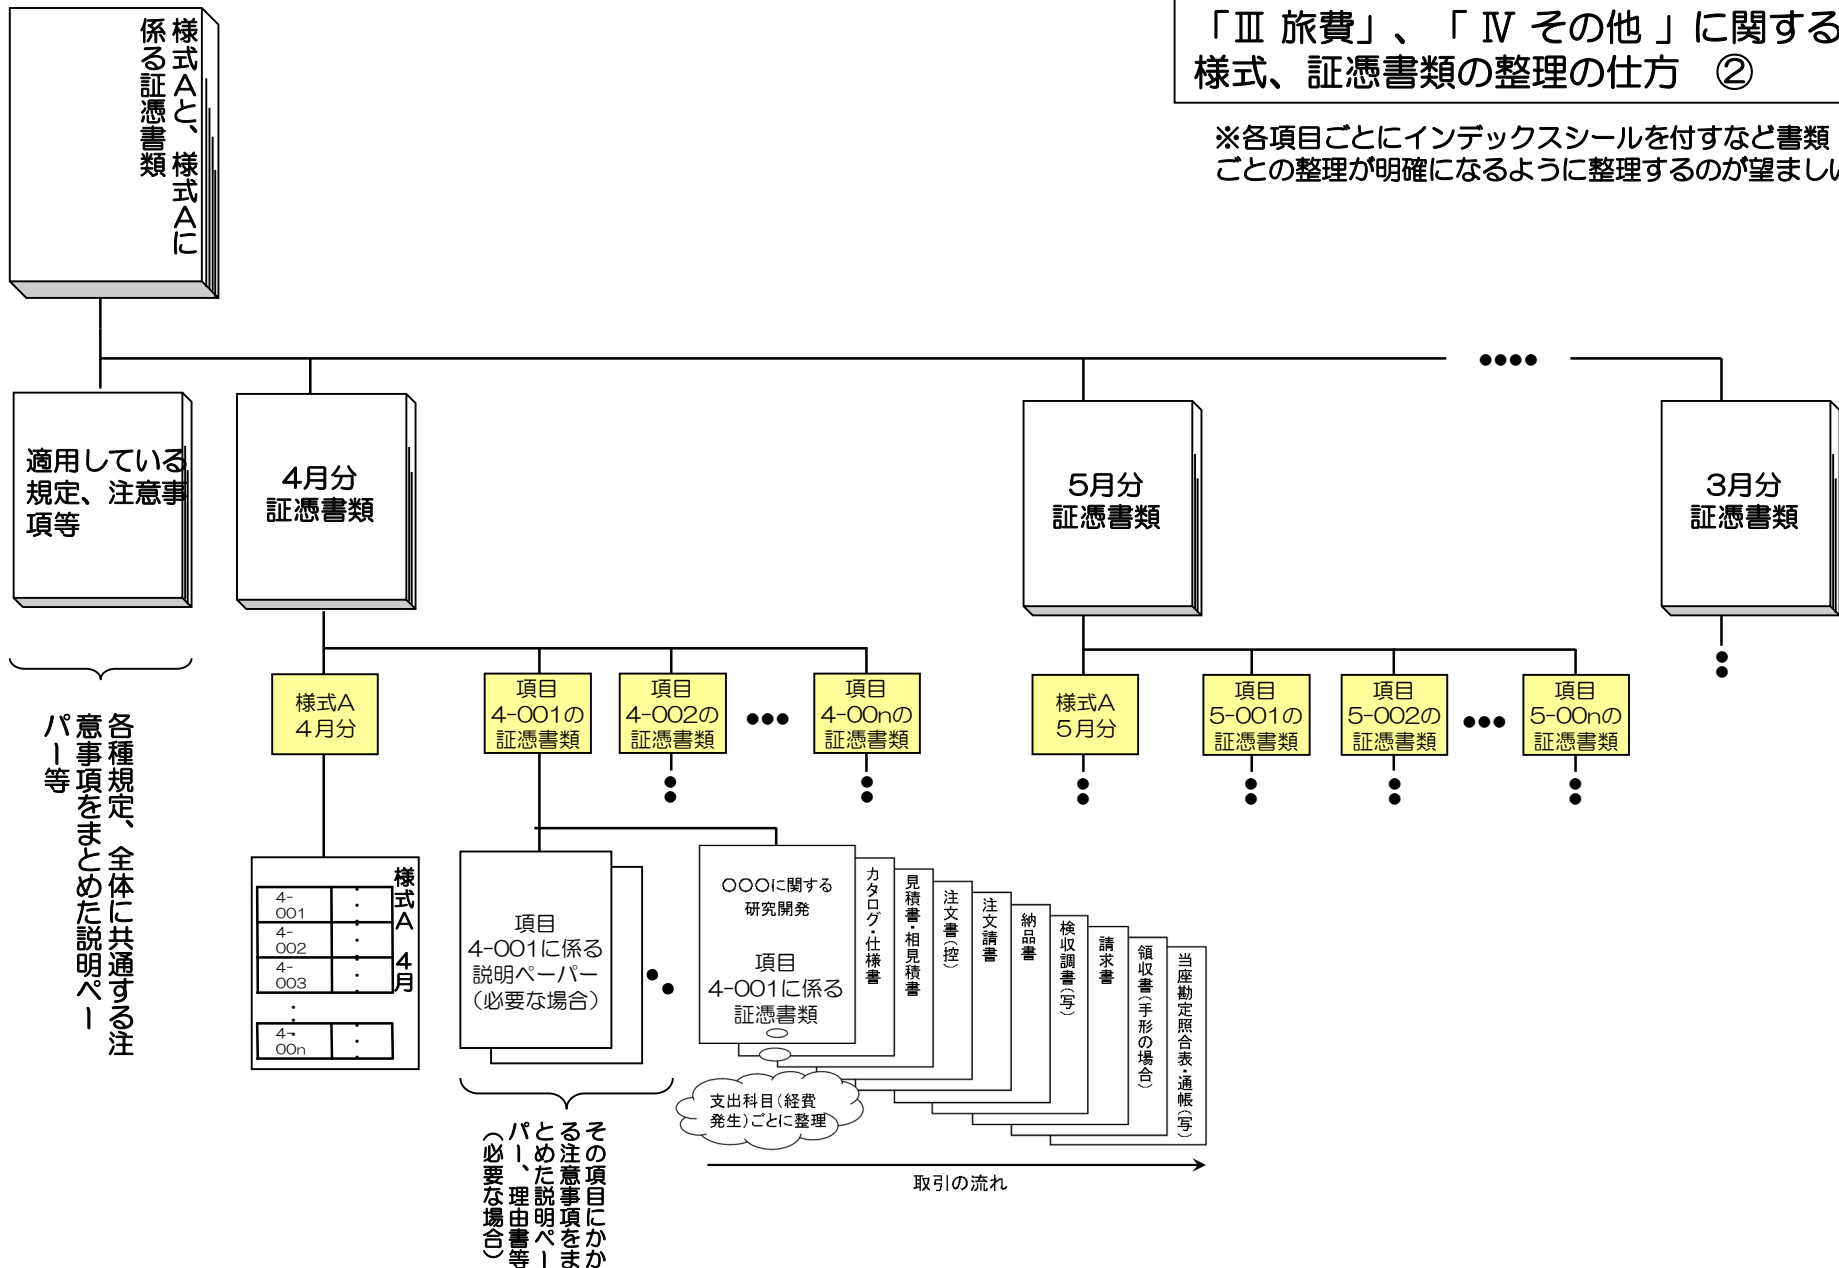 「Ⅲ 旅費」、「 Ⅳ その他 」に関する
様式、証憑書類の整理の仕方 ②
※各項目ごとにインデックスシールを付すなど書類
ごとの整理が明確になるように整理するのが望ましい
様式Aと、様式Aに
係る証憑書類
適用している
規定、注意事
項等
4月分
証憑書類
5月分
証憑書類
3月分
証憑書類
各種規定、全体に共通する注
意事項をまとめた説明ペー
パー等
様式A
4月分
項目
4-001の
証憑書類
項目
4-002の
証憑書類
項目
4-00nの
証憑書類
様式A
5月分
項目
5-001の
証憑書類
項目
5-002の
証憑書類
項目
5-00nの
証憑書類
様式A 4月
4-
001
4-
002
4-
003
4-
00n
項目
4-001に係る
説明ペーパー
(必要な場合)
○○○に関する
研究開発
項目
4-001に係る
証憑書類
カタログ・仕様書
見積書・相見積書
注文書(控)
注文請書
納品書
検収調書(写)
請求書
領収書(手形の場合)
当座勘定照合表・通帳(写)
支出科目(経費
発生)ごとに整理
取引の流れ
その項目にかか
る注意事項をま
とめた説明ペー
パー、理由書等
(必要な場合)